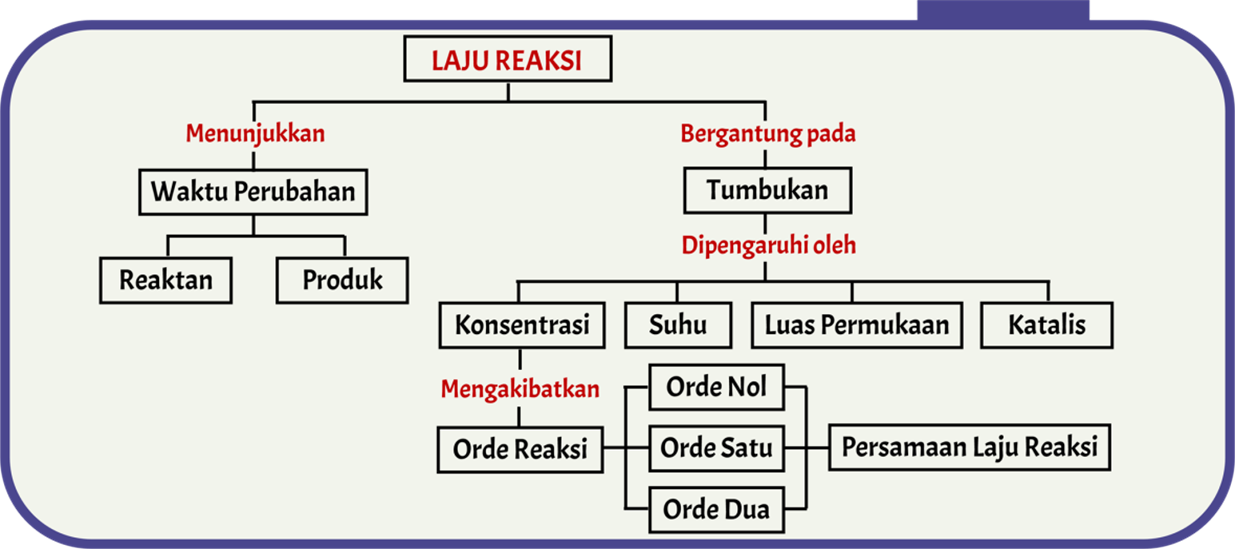 LAJU REAKSI
Menunjukkan
Bergantung pada
Waktu Perubahan
Tumbukan
Dipengaruhi oleh
Reaktan
Produk
Konsentrasi
Suhu
Luas Permukaan
Katalis
Mengakibatkan
Orde Nol
Orde Reaksi
Orde Satu
Persamaan Laju Reaksi
Orde Dua